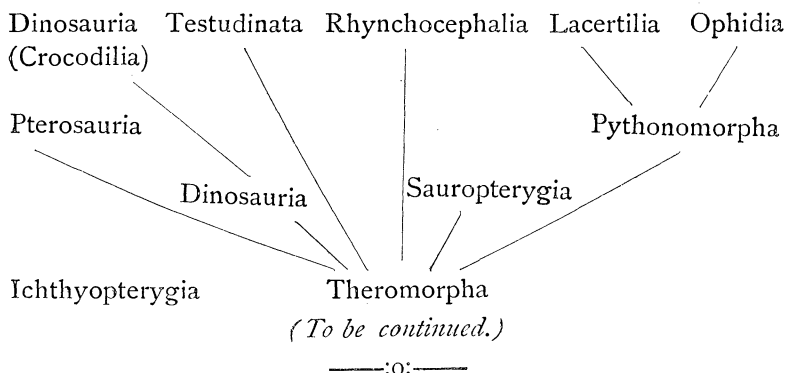 Dinosauria Testudinata Rhynchocephalia Lacertilia Ophidia
(Crocodilia)
Pterosauria Pythonomorpha
Dinosauria Sauropterygia
Ichthyopterygia Theromorpha
(To be continued.)
———:o:———